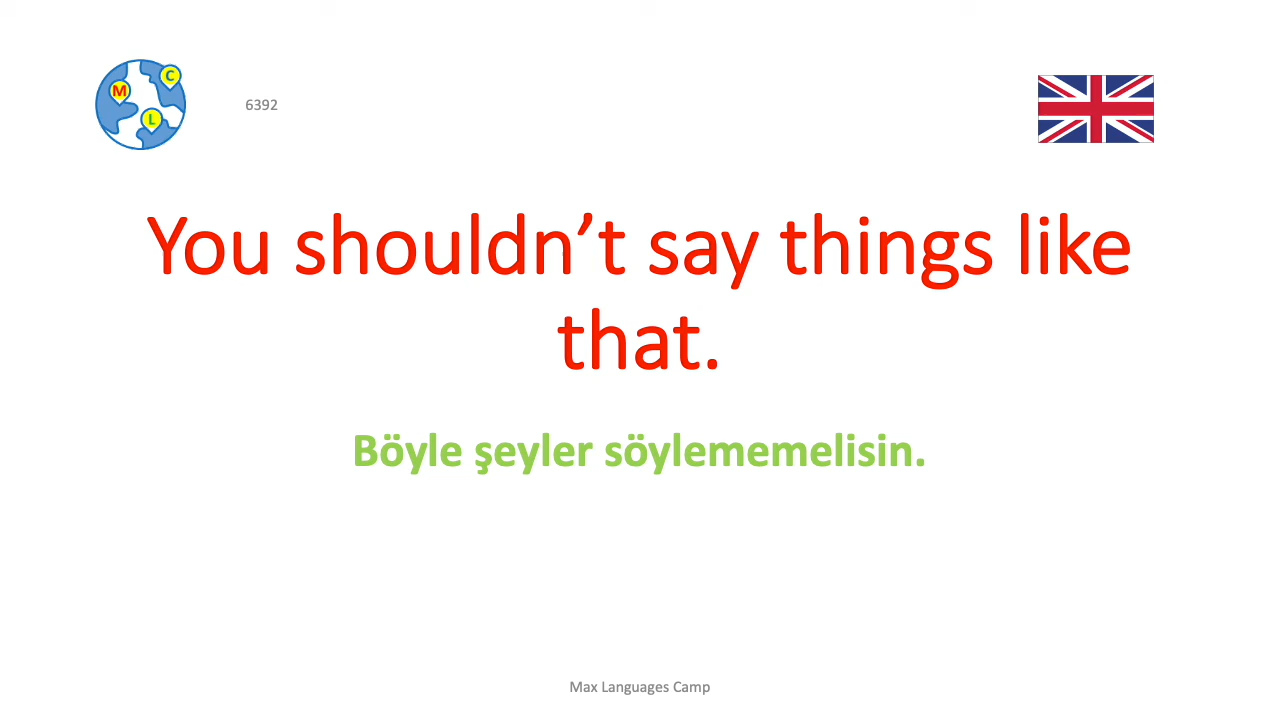 M
C
L
6392
You shouldn’t say things like
that.
Böyle şeyler söylememelisin.
Max Languages Camp